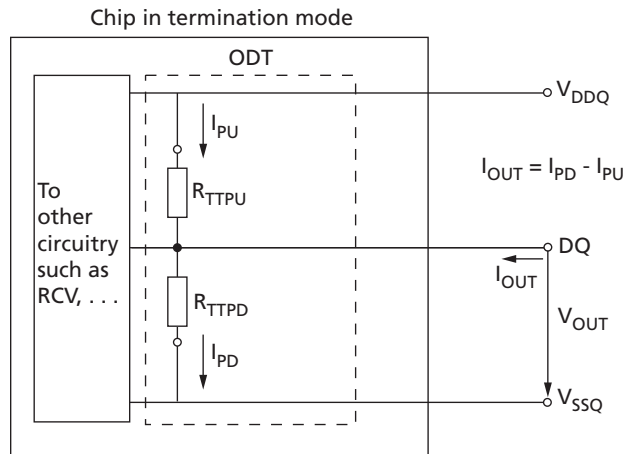 Chip in termination mode
ODT
V_DDQ
I_PU
I_OUT = I_PD - I_PU
To
other
circuitry
such as
RCV, . . .
R_TTPU
DQ
I_OUT
R_TTPD
V_OUT
I_PD
V_SSQ